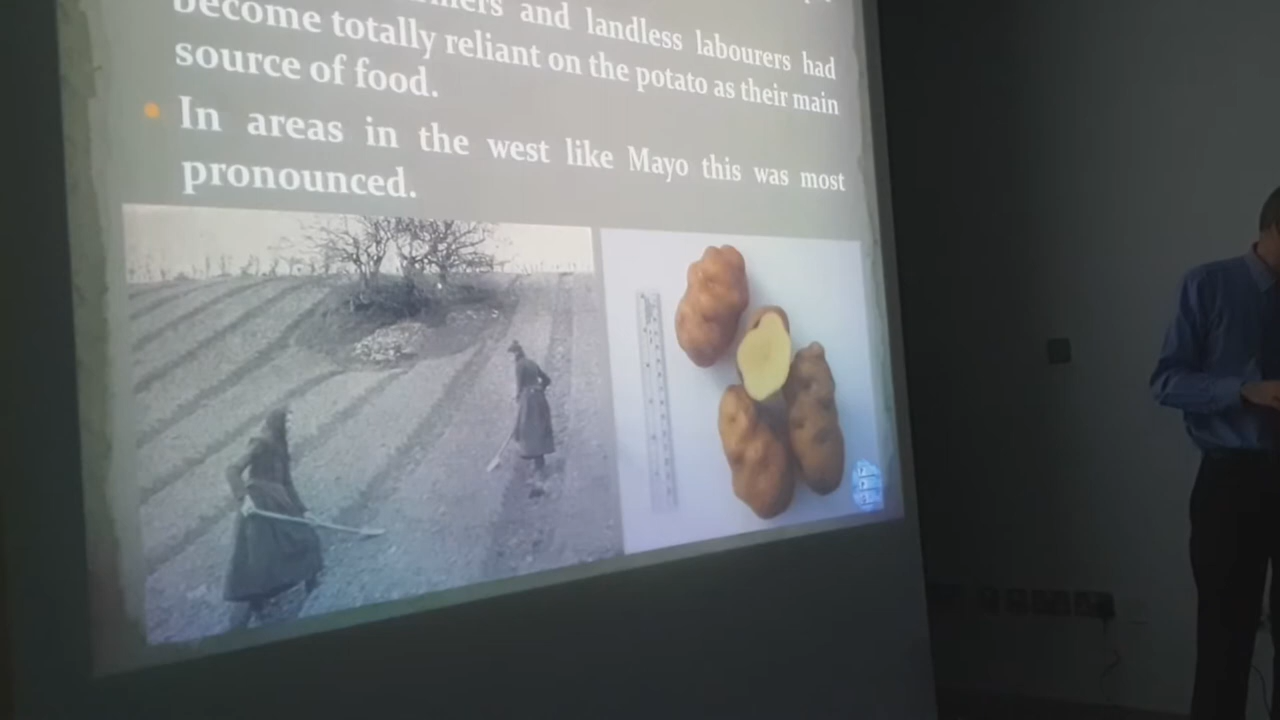 and landless labourers had
become totally reliant on the potato as their main
source of food.
In areas in the west like Mayo this was most
pronounced.